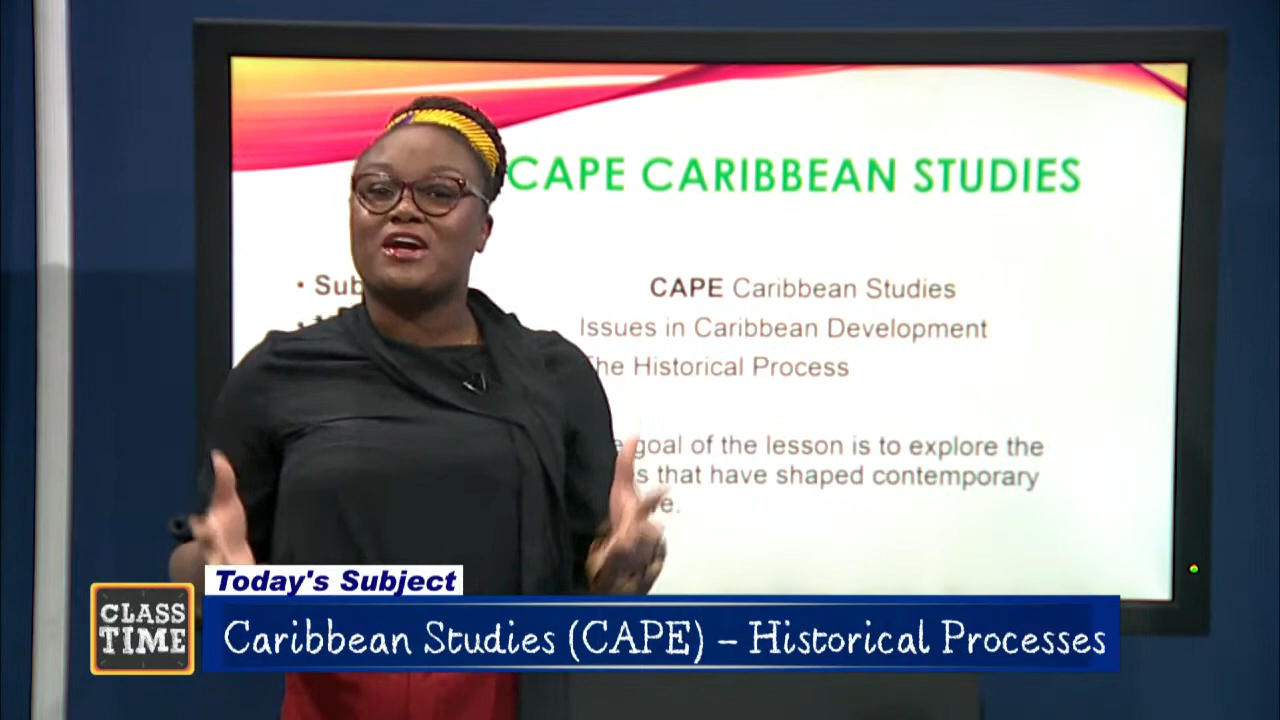 CAPE CARIBBEAN STUDIES
• Sub
CAPE Caribbean Studies
Issues in Caribbean Development
The Historical Process
goal of the lesson is to explore the
that have shaped contemporary
Today's Subject
CLASS
TIME
Caribbean Studies (CAPE) – Historical Processes